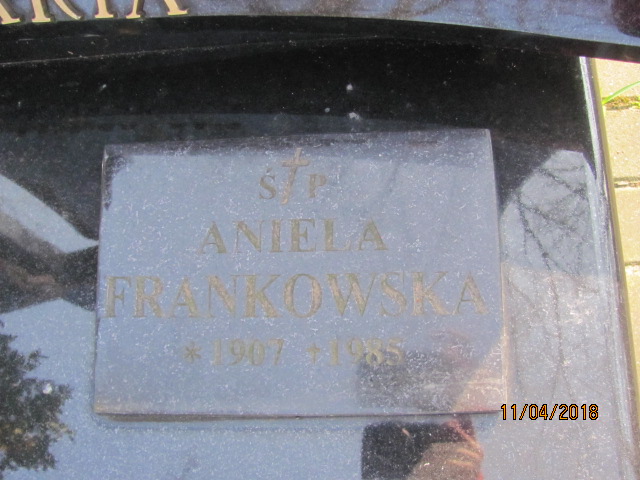 Ś P
ANIELA
FRANKOWSKA
* 1907 † 1985
11/04/2018